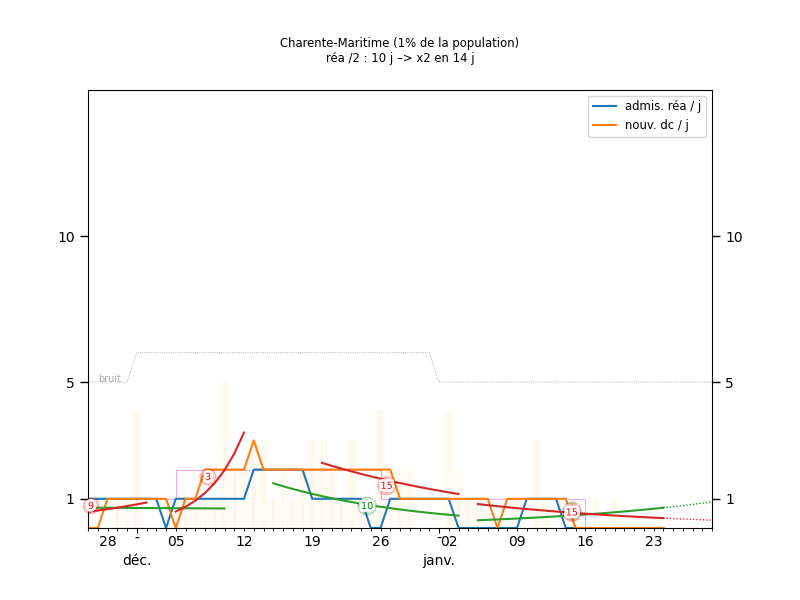 Charente-Maritime (1% de la population)
réa /2 : 10 j –> x2 en 14 j
admis. réa / j
nouv. dc / j
10
10
bruit
5
5
3
15
9
10
15
1
1
28
05
12
19
26
02
09
16
23
déc.
janv.